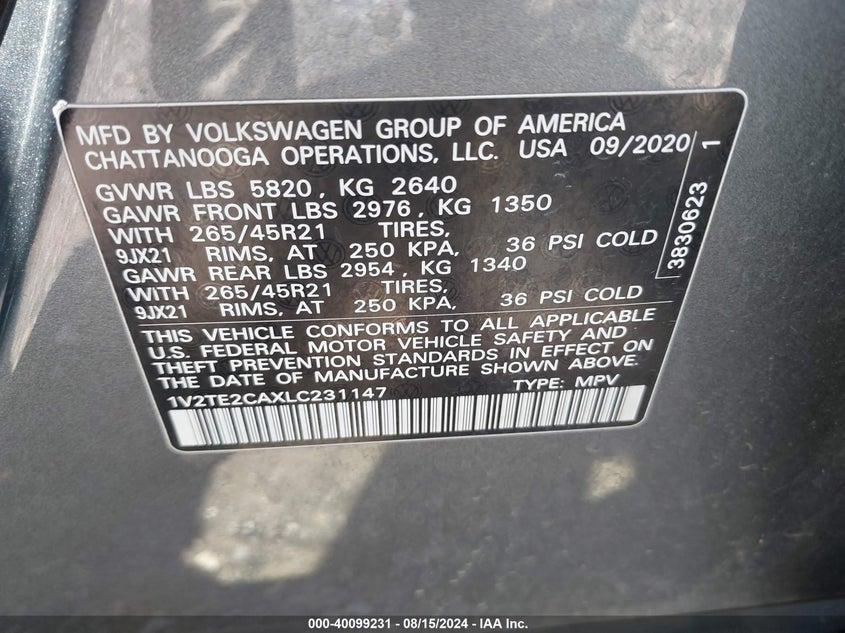 MFD BY VOLKSWAGEN GROUP OF AMERICA
CHATTANOOGA OPERATIONS, LLC. USA 09/2020
GVWR LBS 5820, KG 2640
GAWR FRONT LBS 2976, KG 1350
WITH 265/45R21 TIRES,
9JX21 RIMS, AT 250 KPA, 36 PSI COLD
GAWR REAR LBS 2954, KG 1340
WITH 265/45R21 TIRES,
9JX21 RIMS, AT 250 KPA, 36 PSI COLD
THIS VEHICLE CONFORMS TO ALL APPLICABLE
U.S. FEDERAL MOTOR VEHICLE SAFETY AND
THEFT PREVENTION STANDARDS IN EFFECT ON
THE DATE OF MANUFACTURE SHOWN ABOVE.
1V2TE2CAXLC231147 TYPE: MPV
3830623 1
000-40099231 - 08/15/2024 - IAA Inc.